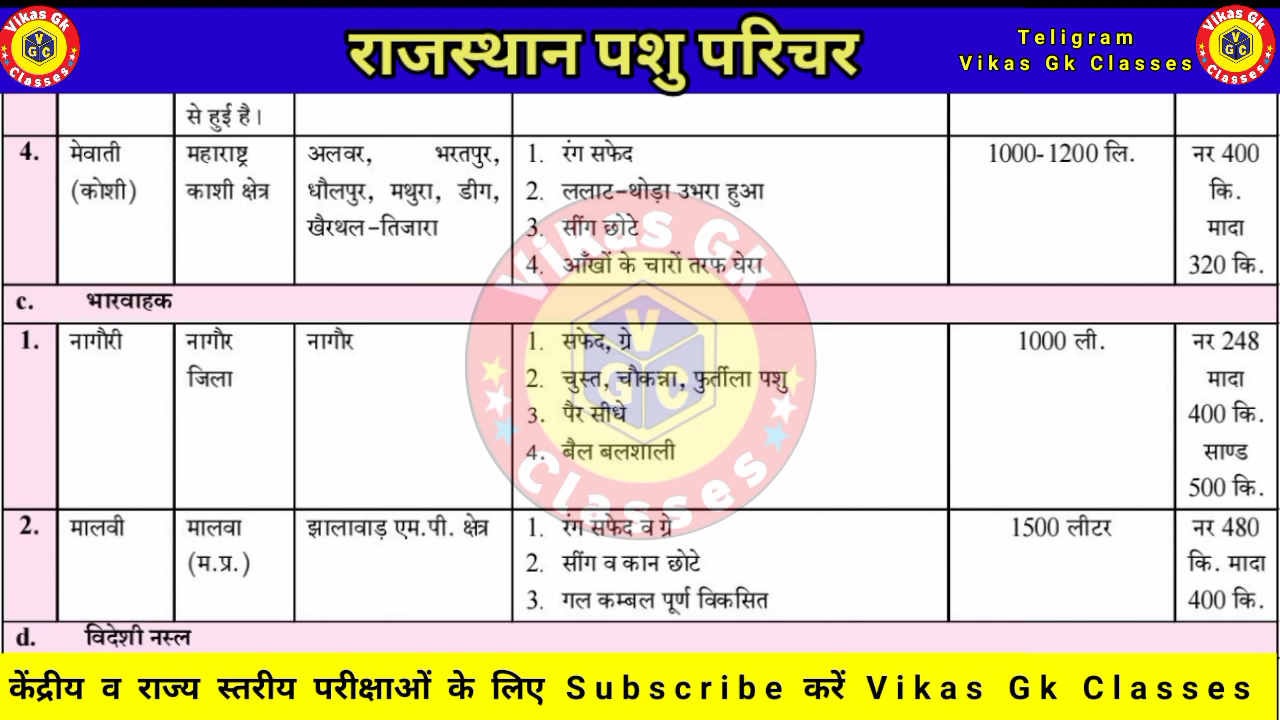 Vikas Gk
VGC
Classes
राजस्थान पशु परिचर
Teligram
Vikas Gk Classes
Vikas Gk
VGC
Classes
से हुई है।
4. मेवाती महाराष्ट्र अलवर, भरतपुर, 1. रंग सफेद 1000-1200 लि. नर 400
(कोशी) काशी क्षेत्र धौलपुर, मथुरा, डीग, 2. ललाट-थोड़ा उभरा हुआ कि.
खैरथल-तिजारा 3. सींग छोटे मादा
4. आँखों के चारों तरफ घेरा 320 कि.
c. भारवाहक
1. नागौरी नागौर नागौर 1. सफेद, ग्रे 1000 ली. नर 248
जिला 2. चुस्त, चौकन्ना, फुर्तीला पशु मादा
3. पैर सीधे 400 कि.
4. बैल बलशाली साण्ड
500 कि.
2. मालवी मालवा झालावाड़ एम.पी. क्षेत्र 1. रंग सफेद व ग्रे 1500 लीटर नर 480
(म.प्र.) 2. सींग व कान छोटे कि. मादा
3. गल कम्बल पूर्ण विकसित 400 कि.
d. विदेशी नस्ल
Vikas Gk
VGC
Classes
केंद्रीय व राज्य स्तरीय परीक्षाओं के लिए Subscribe करें Vikas Gk Classes